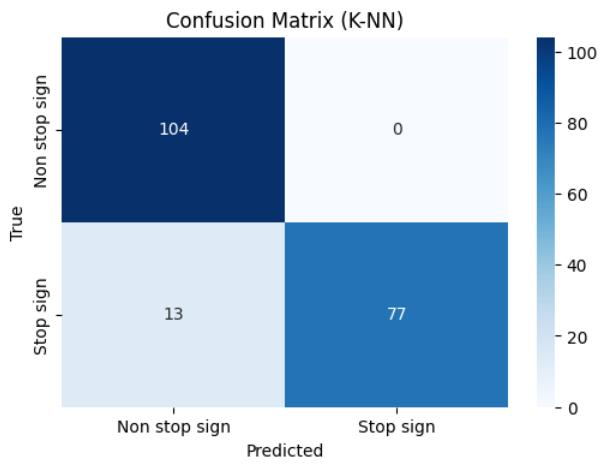 Confusion Matrix (K-NN)
True
Non stop sign
104
0
Stop sign
13
77
Non stop sign
Stop sign
Predicted
100
80
60
40
20
0